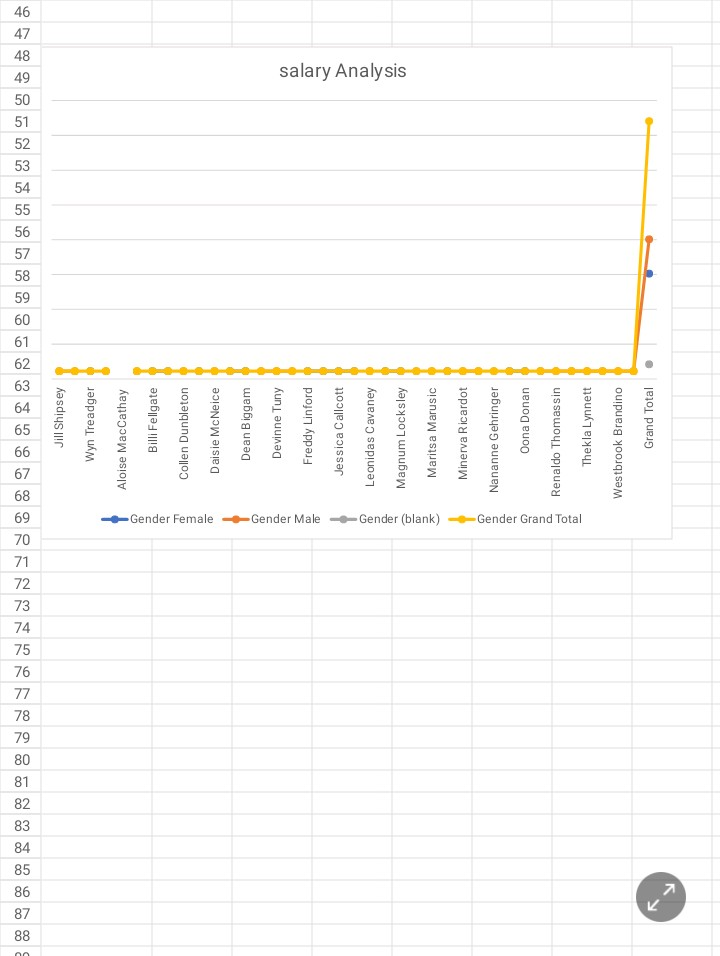 46
47
48
49
salary Analysis
50
51
52
53
54
55
56
57
58
59
60
61
62
63
64
65
66
67
68
69
70
71
72
73
74
75
76
77
78
79
80
81
82
83
84
85
86
87
88
Jill Shipsey
Wyn Treadger
Aloise MacCathay
Billi Fellgate
Collen Dunbleton
Daisie McNeice
Dean Biggam
Devinne Tuny
Freddy Linford
Jessica Callcott
Leonidas Cavaney
Magnum Locksley
Maritsa Marusic
Minerva Ricardot
Nananne Gehringer
Oona Donan
Renaldo Thomassin
Thekla Lynnett
Westbrook Brandino
Grand Total
Gender Female Gender Male Gender (blank) Gender Grand Total